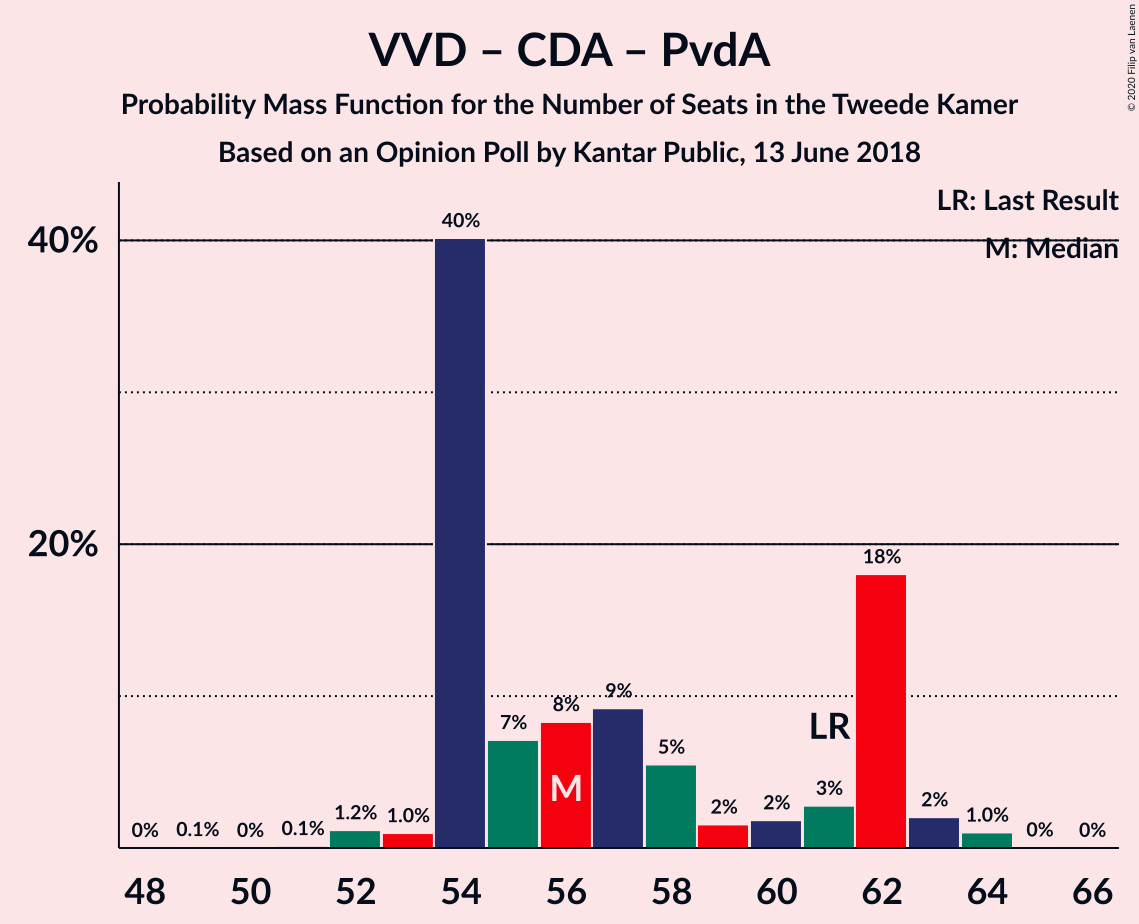 VVD – CDA – PvdA
Probability Mass Function for the Number of Seats in the Tweede Kamer
Based on an Opinion Poll by Kantar Public, 13 June 2018
© 2020 Filip van Laenen
LR: Last Result
M: Median
40%
20%
0%
0.1%
0%
0.1%
1.2%
1.0%
40%
7%
8%
9%
5%
2%
2%
3%
18%
2%
1.0%
0%
0%
M
LR
48 50 52 54 56 58 60 62 64 66